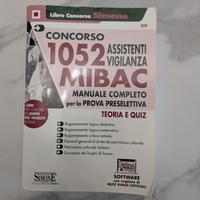 Libro Concorso Simone
CONCORSO
1052 ASSISTENTI
VIGILANZA
MIBAC
MANUALE COMPLETO
per la PROVA PRESELETTIVA
TEORIA E QUIZ
Ragionamento logico-deduttivo
Ragionamento logico-matematico
Ragionamento critico-verbale
Elementi generali di diritto del patrimonio culturale
Patrimonio culturale italiano
Sicurezza dei luoghi di lavoro
SIMONE
SOFTWARE
con migliaia di
QUIZ